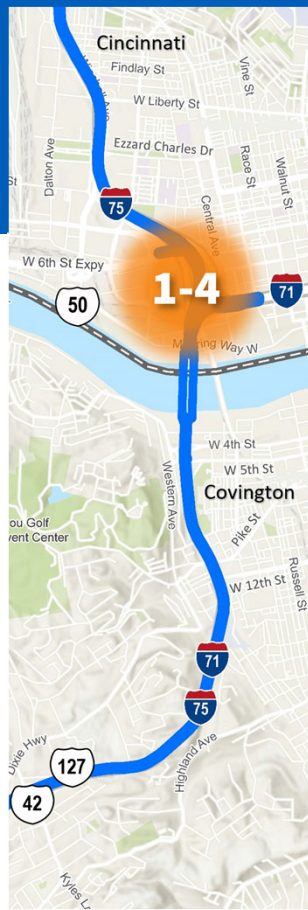 Cincinnati
Findlay St
Vine St
W Liberty St
Ezzard Charles Dr
Dalton Ave
Race St
Walnut St
75
Central Ave
W 6th St Expy
1-4
71
50
W 4th St
W 5th St
Western Ave
Covington
Pike St
Russell St
W 12th St
71
75
Dixie Hwy
127
Highland Ave
42